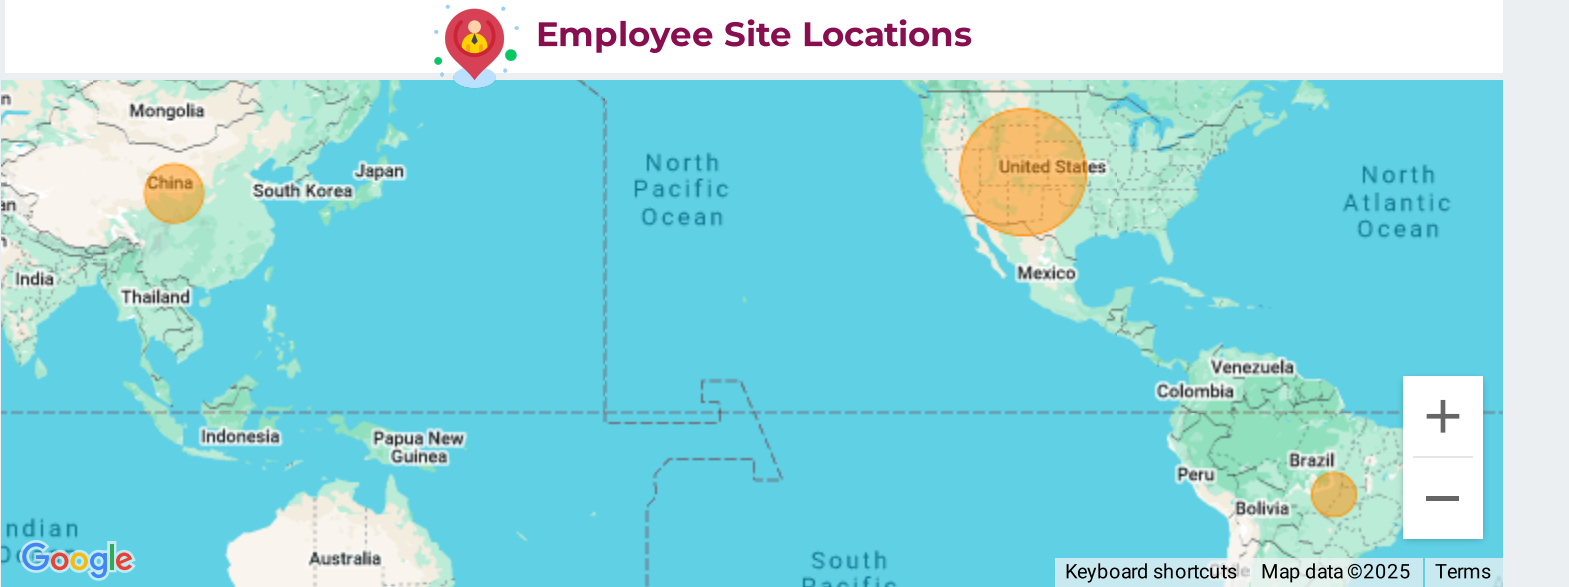 Employee Site Locations
Mongolia
China
Japan
South Korea
India
Thailand
Indonesia
Papua New
Guinea
Australia
North
Pacific
Ocean
United States
Mexico
North
Atlantic
Ocean
Venezuela
Colombia
Brazil
Peru
Bolivia
South
Pacific
Google
Keyboard shortcuts
Map data ©2025
Terms